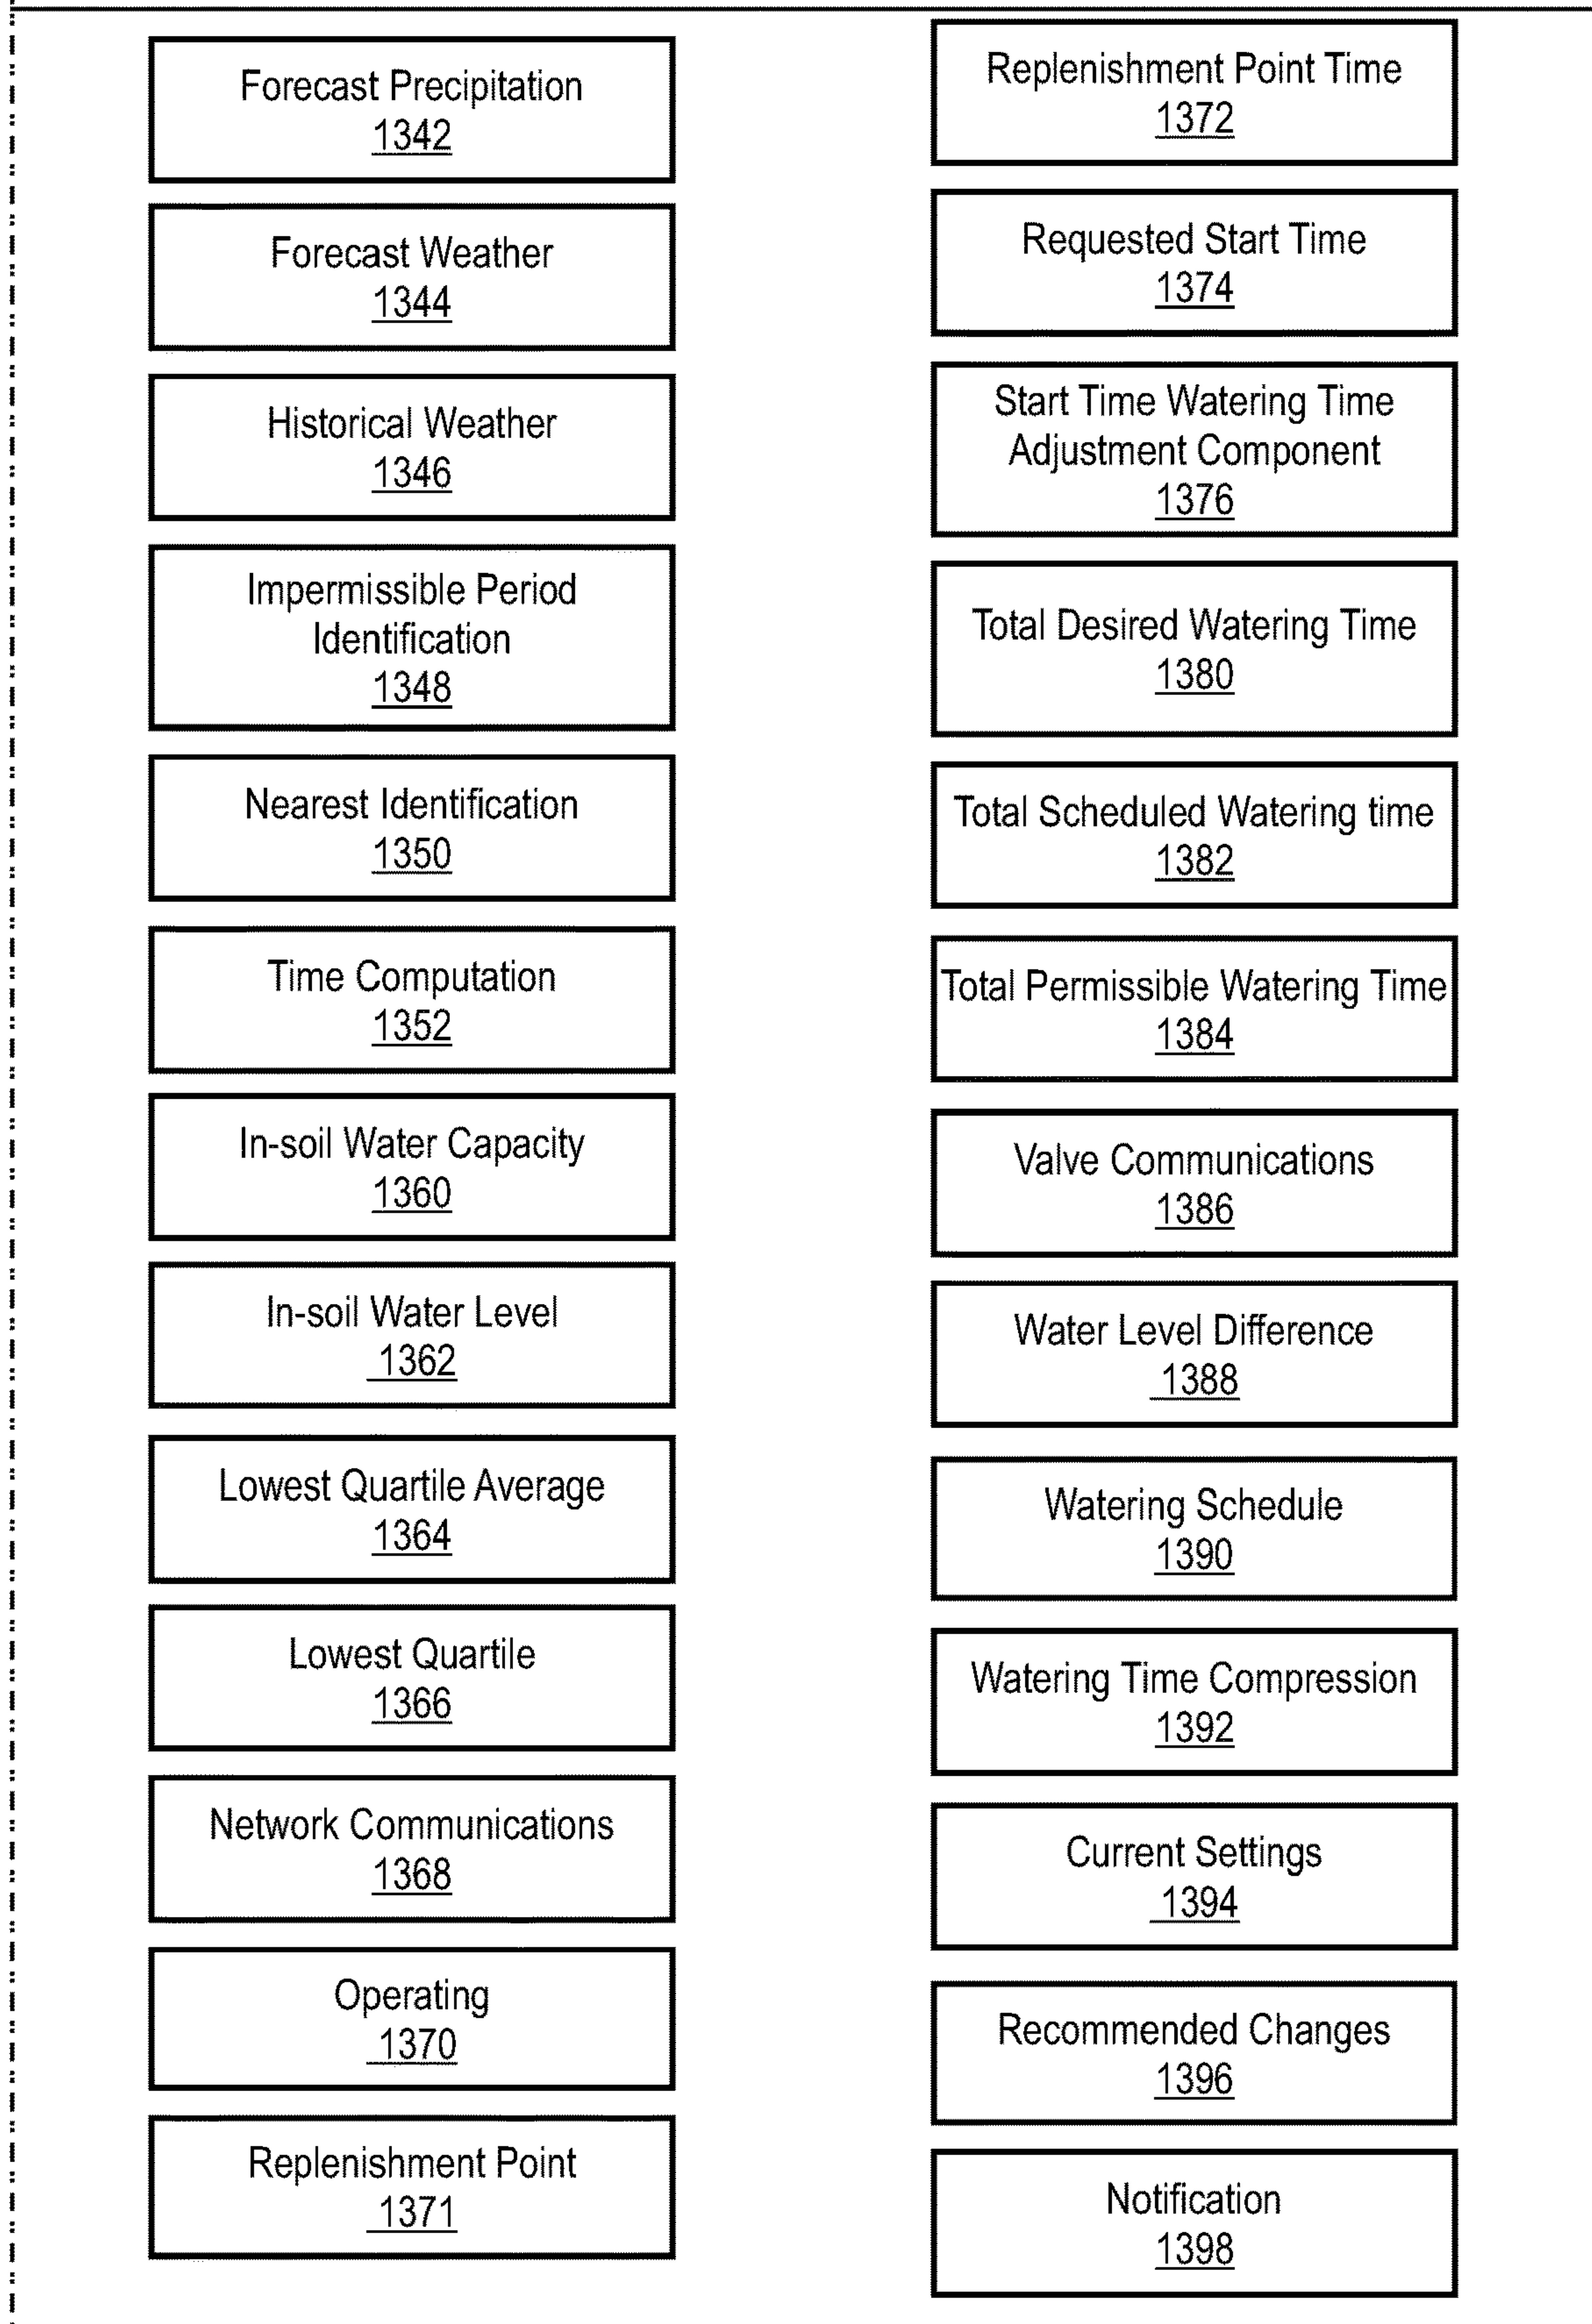 Forecast Precipitation
1342
Forecast Weather
1344
Historical Weather
1346
Impermissible Period
Identification
1348
Nearest Identification
1350
Time Computation
1352
In-soil Water Capacity
1360
In-soil Water Level
1362
Lowest Quartile Average
1364
Lowest Quartile
1366
Network Communications
1368
Operating
1370
Replenishment Point
1371
Replenishment Point Time
1372
Requested Start Time
1374
Start Time Watering Time
Adjustment Component
1376
Total Desired Watering Time
1380
Total Scheduled Watering time
1382
Total Permissible Watering Time
1384
Valve Communications
1386
Water Level Difference
1388
Watering Schedule
1390
Watering Time Compression
1392
Current Settings
1394
Recommended Changes
1396
Notification
1398